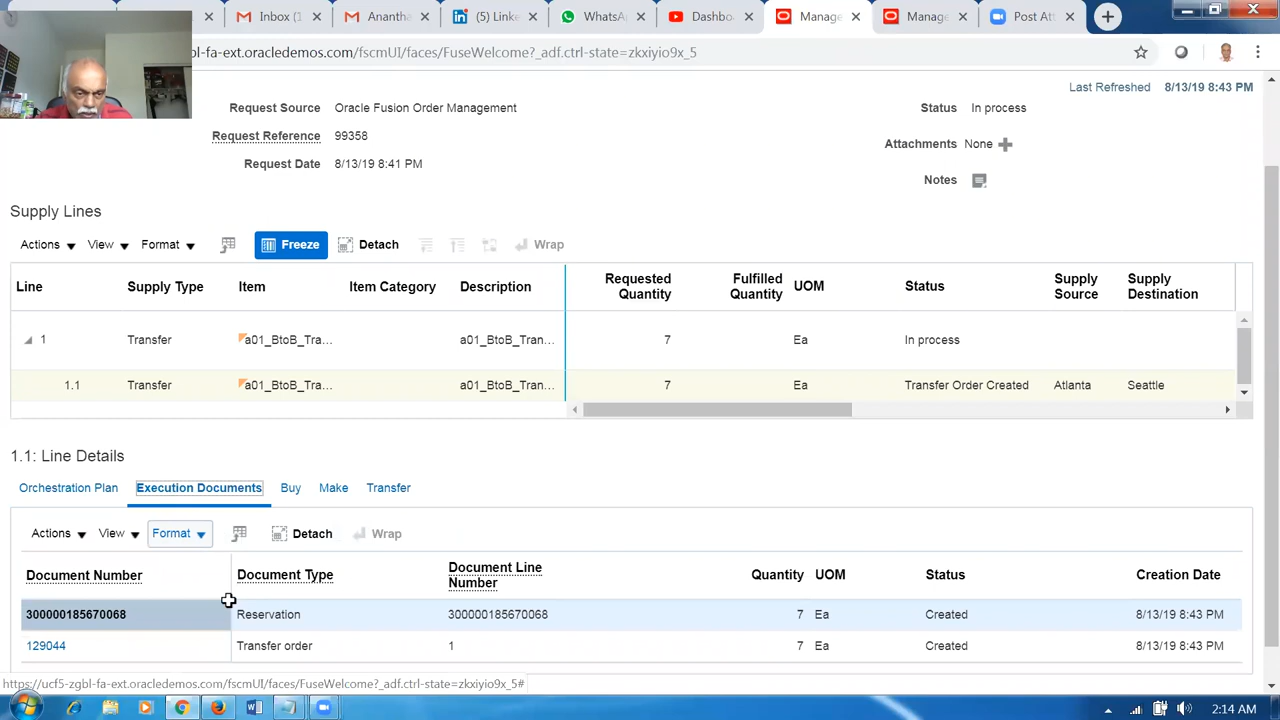 Inbox
Anantha
WhatsA
Dashbo
Manage
Manage
Post Att
bl-fa-ext.oracledemos.com/fscmUI/faces/FuseWelcome?_adf.ctrl-state=zkxiyio9x_5
Last Refreshed 8/13/19 8:43 PM
Request Source Oracle Fusion Order Management
Status In process
Request Reference 99358
Attachments None
Request Date 8/13/19 8:41 PM
Notes
Supply Lines
Actions View Format Freeze Detach Wrap
Line Supply Type Item Item Category Description Requested Quantity Fulfilled Quantity UOM Status Supply Source Supply Destination
1 Transfer a01_BtoB_Tra... a01_BtoB_Tran... 7 Ea In process
1.1 Transfer a01_BtoB_Tra... a01_BtoB_Tran... 7 Ea Transfer Order Created Atlanta Seattle
1.1: Line Details
Orchestration Plan Execution Documents Buy Make Transfer
Actions View Format Detach Wrap
Document Number Document Type Document Line Number Quantity UOM Status Creation Date
300000185670068 Reservation 300000185670068 7 Ea Created 8/13/19 8:43 PM
129044 Transfer order 1 7 Ea Created 8/13/19 8:43 PM
https://ucf5-zgbl-fa-ext.oracledemos.com/fscmUI/faces/FuseWelcome?_adf.ctrl-state=zkxiyio9x_5#
2:14 AM